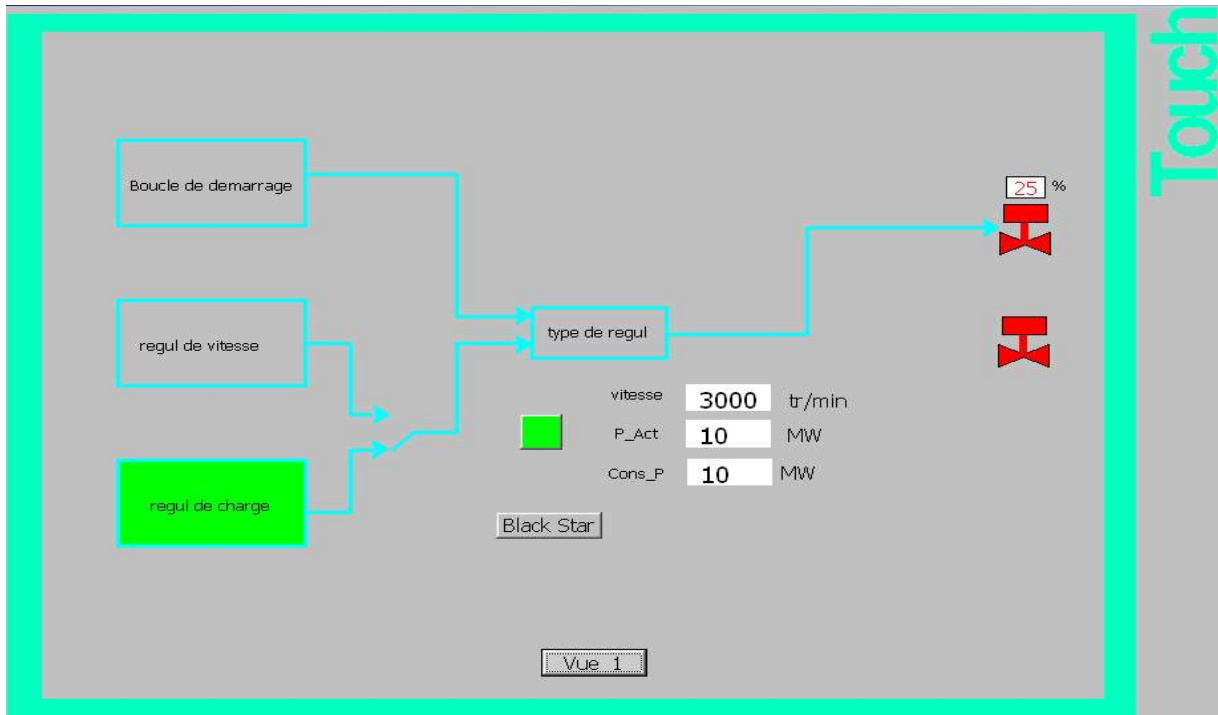 Touch
Boucle de demarrage
25 %
regul de vitesse
type de regul
vitesse 3000 tr/min
P_Act 10 MW
Cons_P 10 MW
regul de charge
Black Star
Vue 1